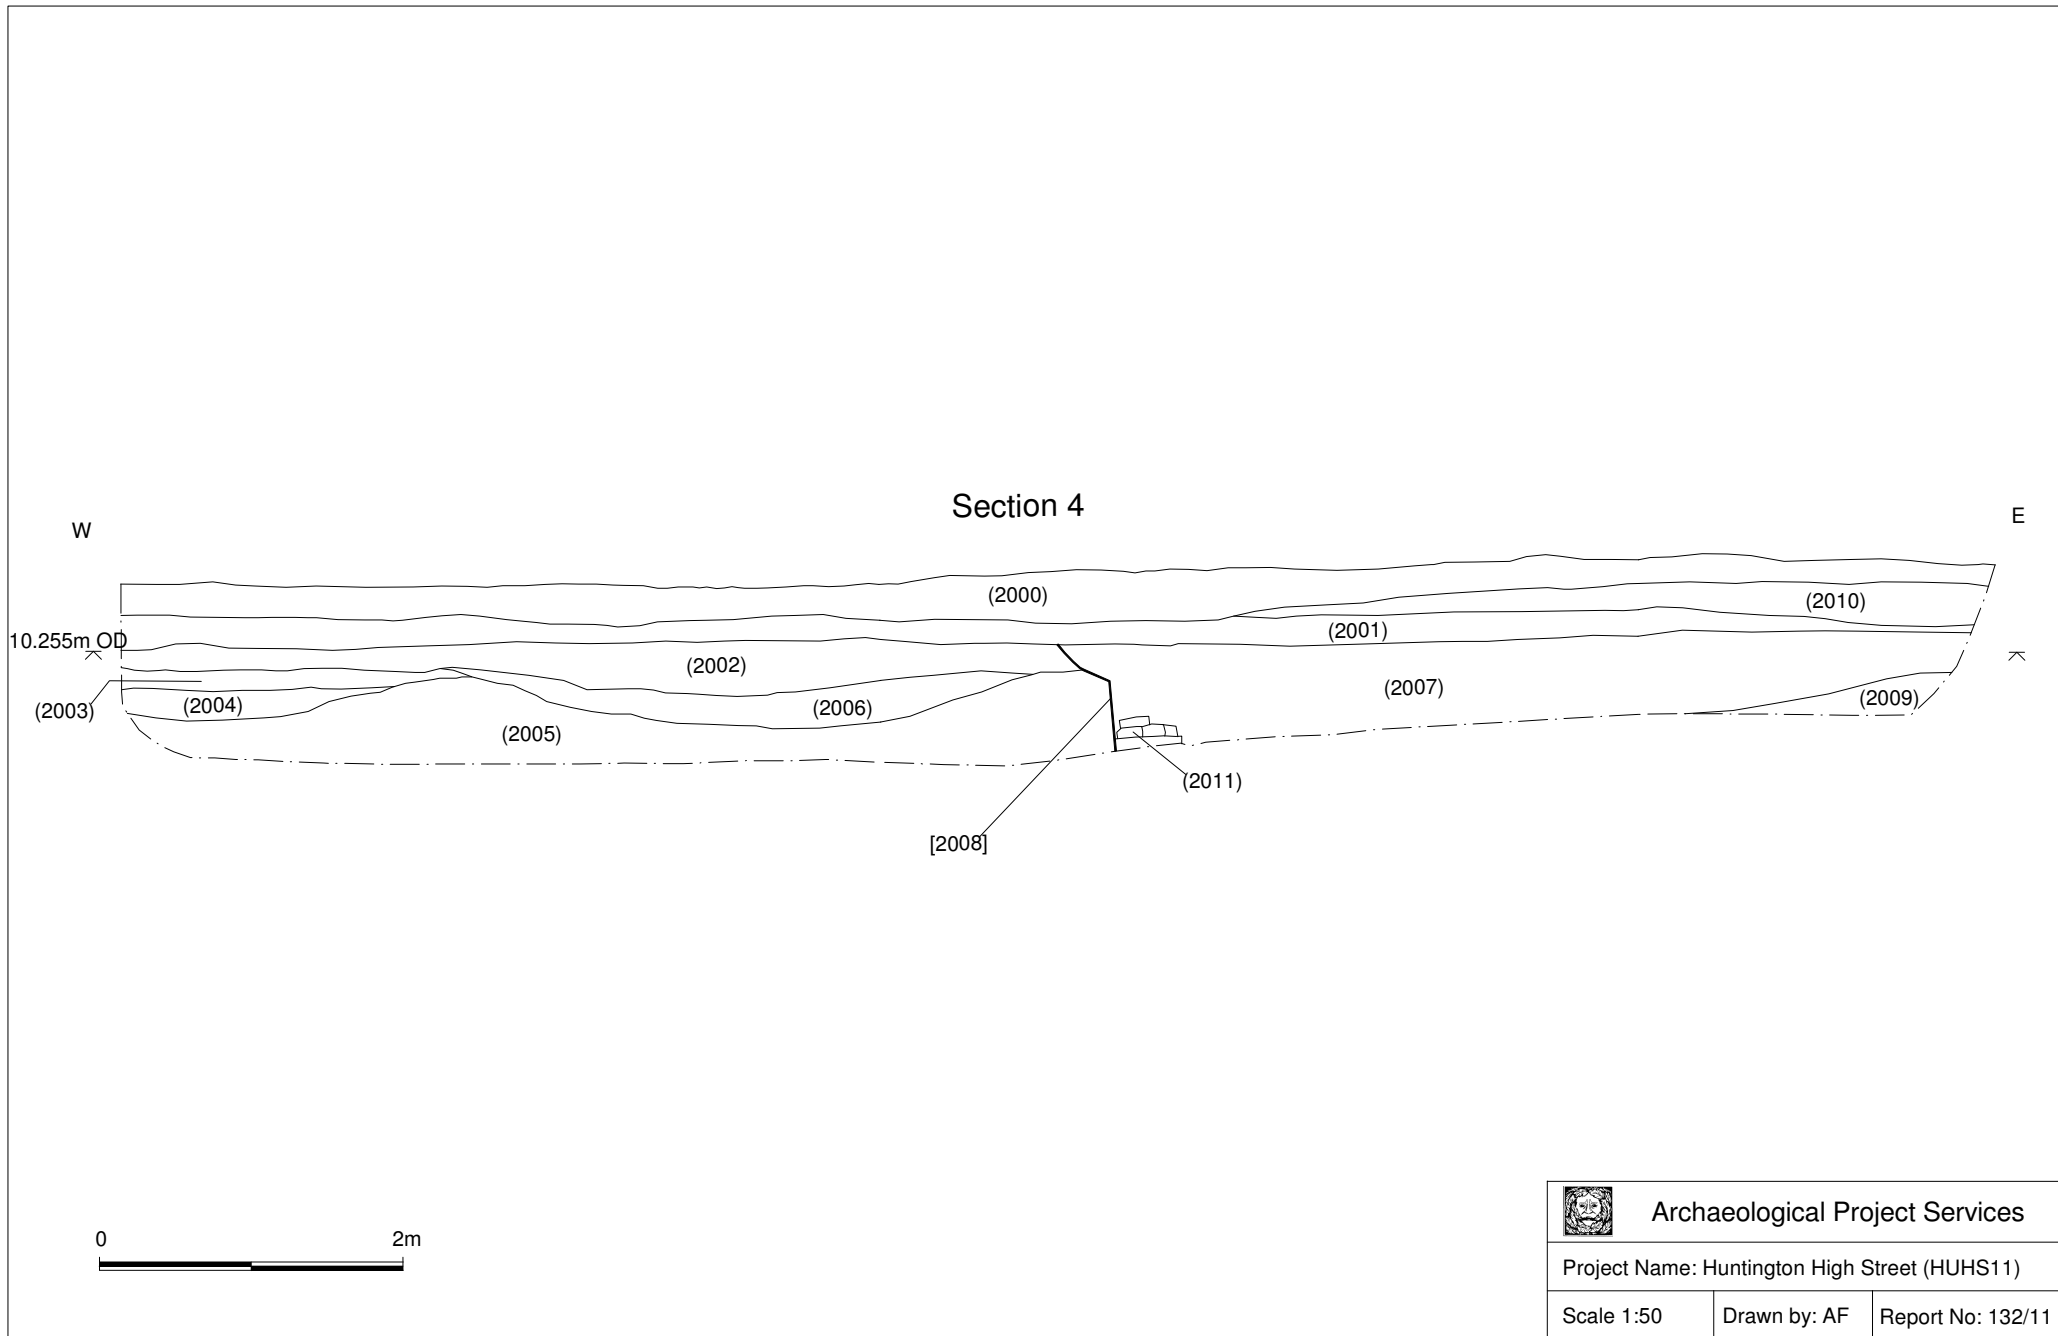 Section 4
W
E
(2000)
(2010)
(2001)
10.255m OD
(2002)
(2003)
(2004)
(2005)
(2006)
(2007)
(2009)
(2011)
[2008]
0 2m
Archaeological Project Services
Project Name: Huntington High Street (HUHS11)
Scale 1:50
Drawn by: AF
Report No: 132/11